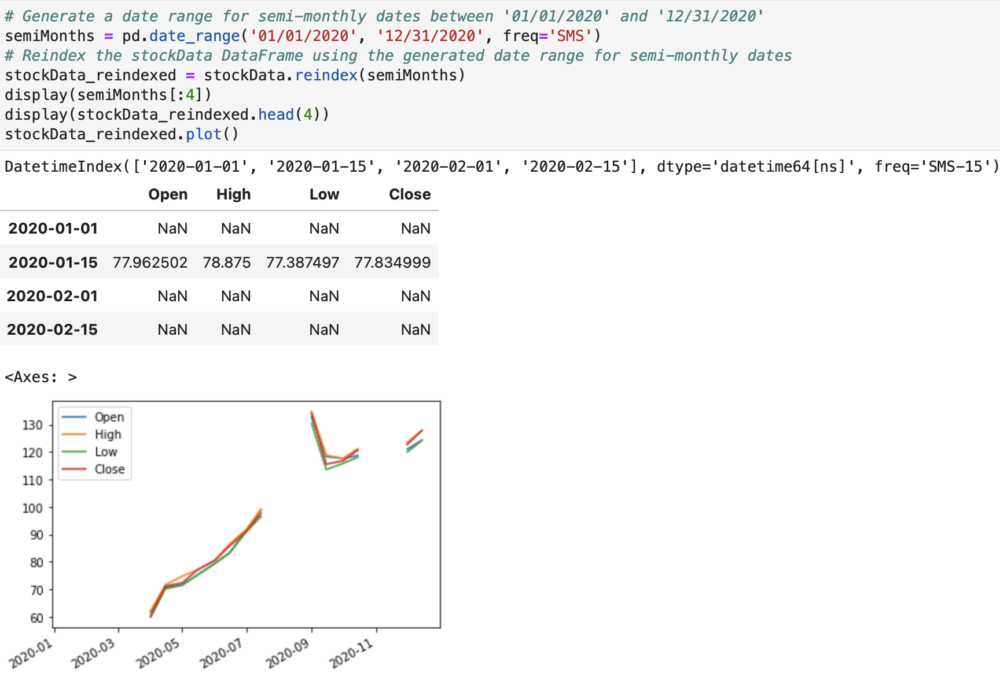 # Generate a date range for semi-monthly dates between '01/01/2020' and '12/31/2020'
semiMonths = pd.date_range('01/01/2020', '12/31/2020', freq='SMS')
# Reindex the stockData DataFrame using the generated date range for semi-monthly dates
stockData_reindexed = stockData.reindex(semiMonths)
display(semiMonths[:4])
display(stockData_reindexed.head(4))
stockData_reindexed.plot()
DatetimeIndex(['2020-01-01', '2020-01-15', '2020-02-01', '2020-02-15'], dtype='datetime64[ns]', freq='SMS-15')
Open High Low Close
2020-01-01 NaN NaN NaN NaN
2020-01-15 77.962502 78.875 77.387497 77.834999
2020-02-01 NaN NaN NaN NaN
2020-02-15 NaN NaN NaN NaN
<Axes: >
Open
High
Low
Close
130
120
110
100
90
80
70
60
2020-01 2020-03 2020-05 2020-07 2020-09 2020-11